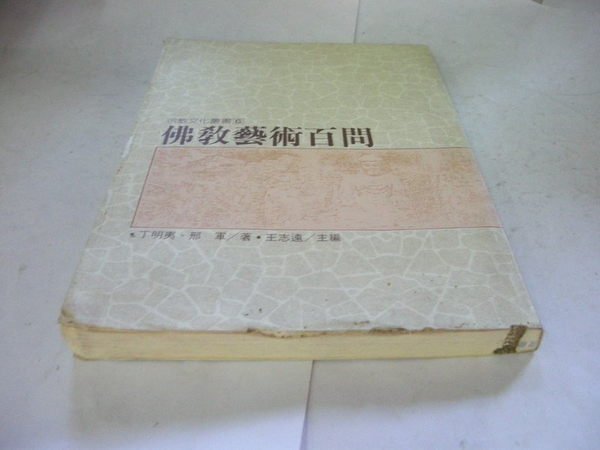 宗教文化叢書⑥
佛教藝術百問
•丁明夷、邢 軍／著•王志遠／主編